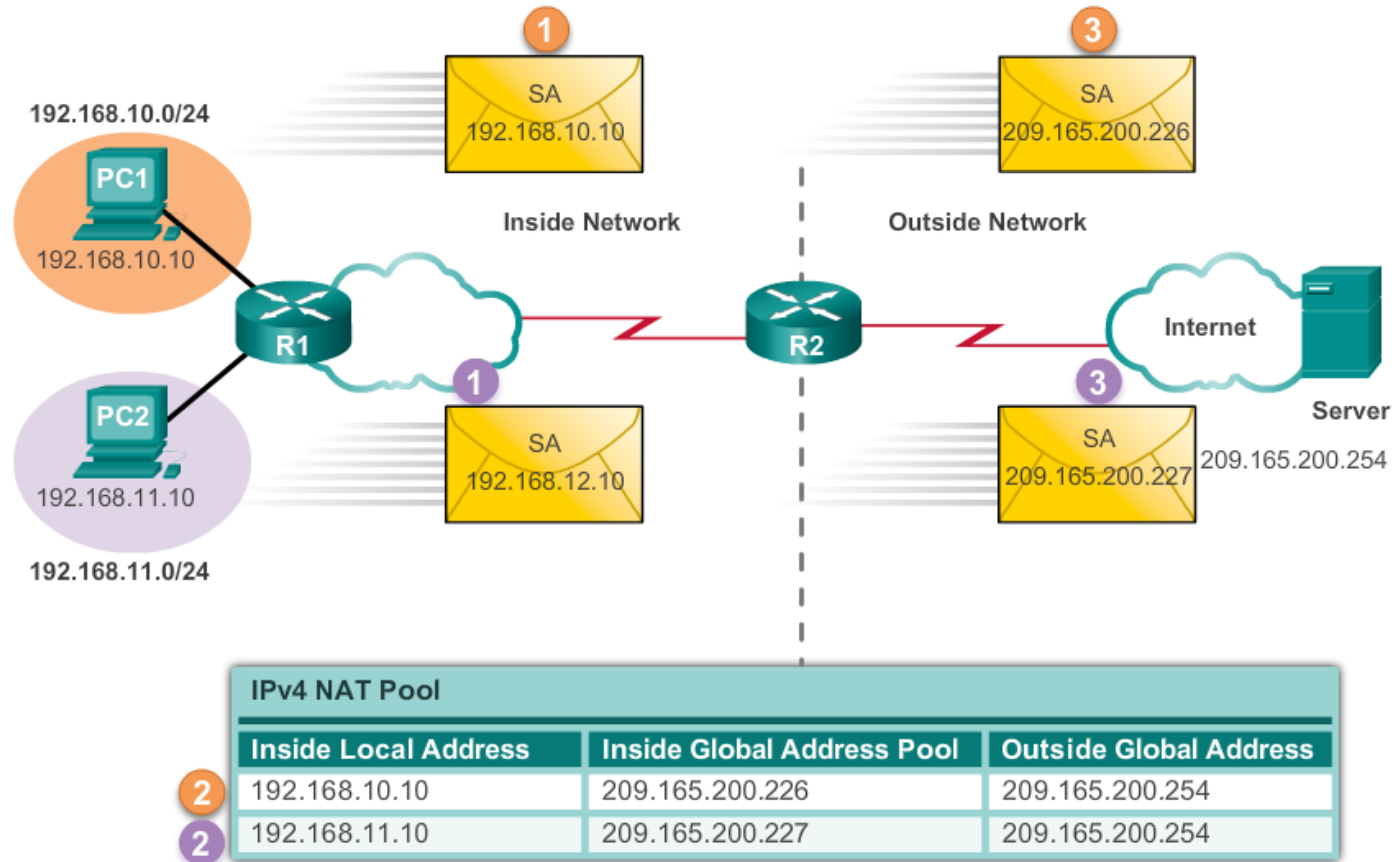 1
3
SA
192.168.10.10
SA
209.165.200.226
192.168.10.0/24
PC1
192.168.10.10
Inside Network
Outside Network
R1
R2
Internet
Server
209.165.200.254
1
3
PC2
192.168.11.10
192.168.11.0/24
SA
192.168.12.10
SA
209.165.200.227
IPv4 NAT Pool
Inside Local Address Inside Global Address Pool Outside Global Address
2 192.168.10.10 209.165.200.226 209.165.200.254
2 192.168.11.10 209.165.200.227 209.165.200.254